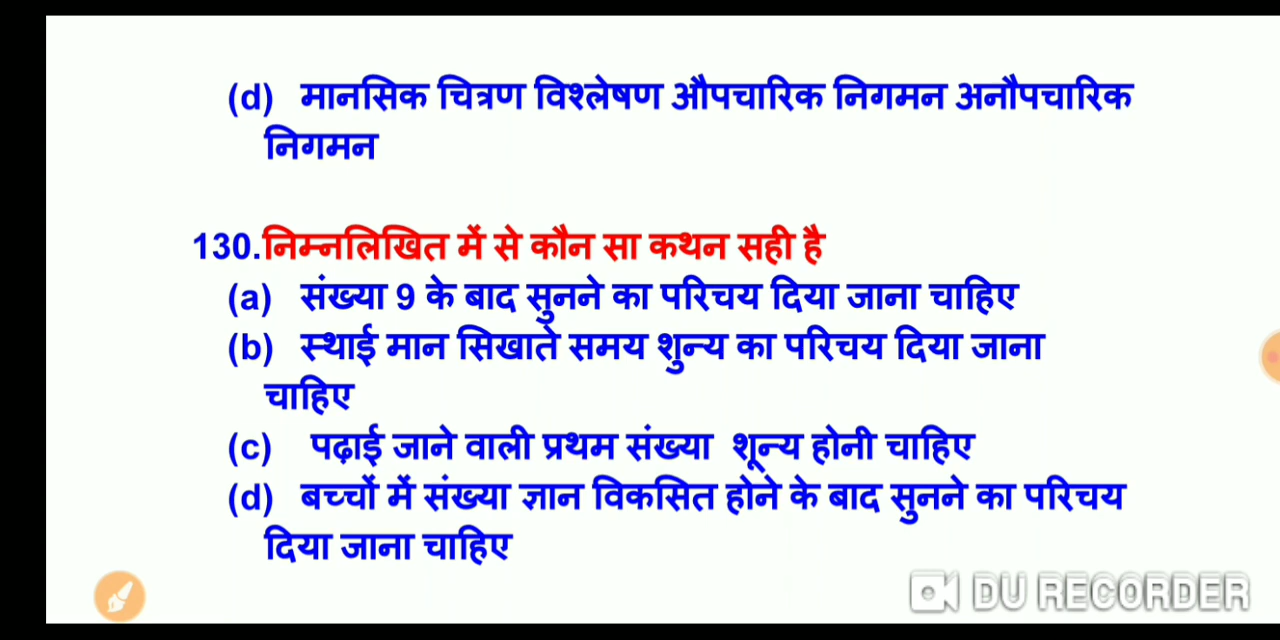 (d) मानसिक चित्रण विश्लेषण औपचारिक निगमन अनौपचारिक
निगमन
130.निम्नलिखित में से कौन सा कथन सही है
(a) संख्या 9 के बाद सुनने का परिचय दिया जाना चाहिए
(b) स्थाई मान सिखाते समय शुन्य का परिचय दिया जाना
चाहिए
(c) पढ़ाई जाने वाली प्रथम संख्या शून्य होनी चाहिए
(d) बच्चों में संख्या ज्ञान विकसित होने के बाद सुनने का परिचय
दिया जाना चाहिए
DU RECORDER